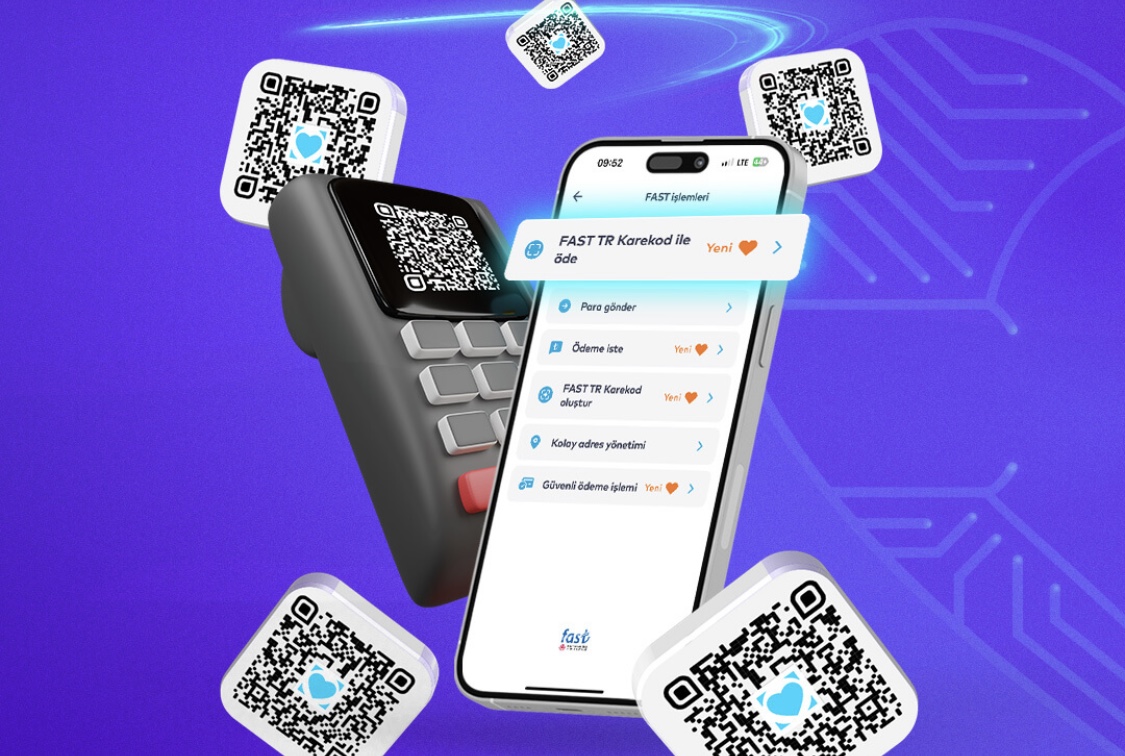 09:52
LTE
FAST işlemleri
FAST TR Karekod ile
öde
Yeni
Para gönder
Ödeme iste
Yeni
FAST TR Karekod
oluştur
Yeni
Kolay adres yönetimi
Güvenli ödeme işlemi
Yeni
fast